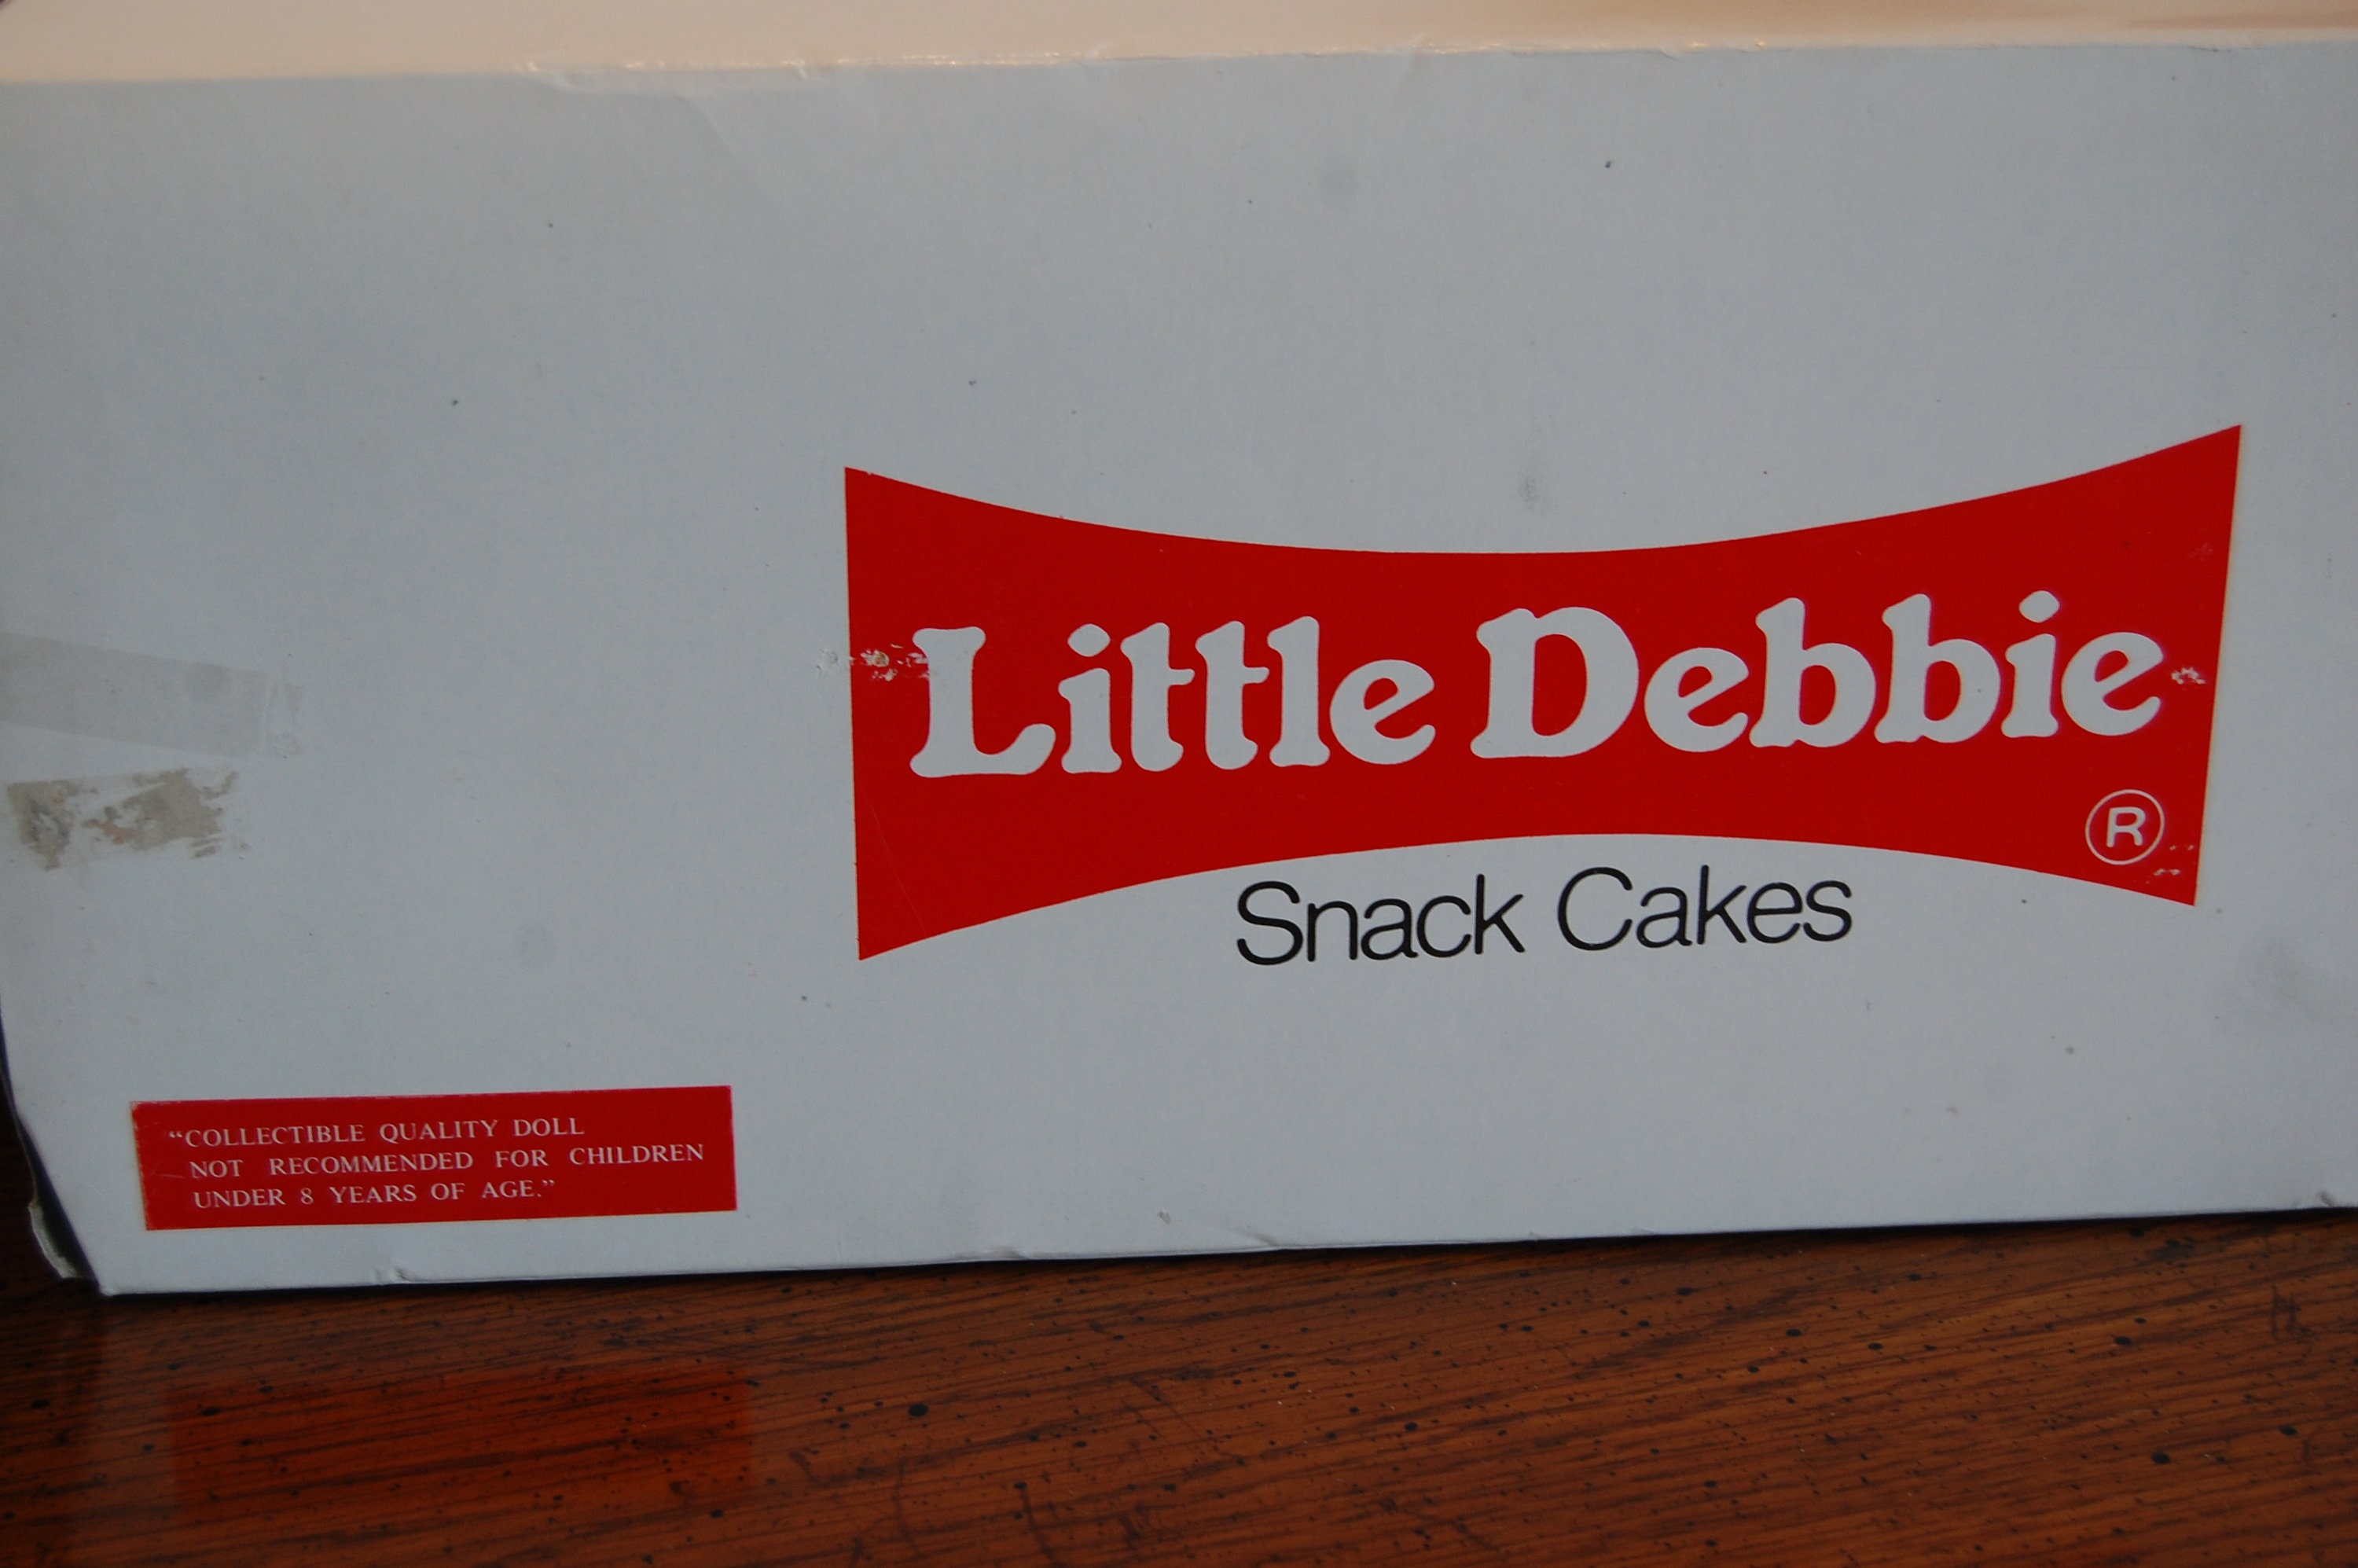 Little Debbie
®
Snack Cakes
“COLLECTIBLE QUALITY DOLL
NOT RECOMMENDED FOR CHILDREN
UNDER 8 YEARS OF AGE.”